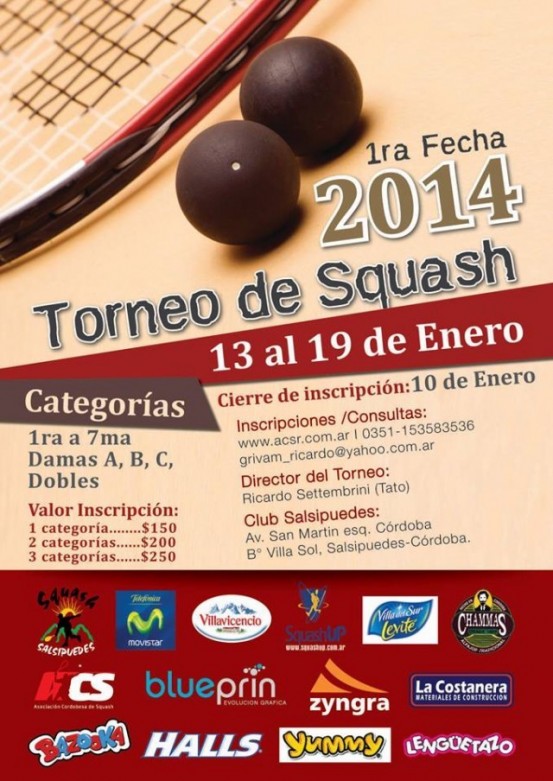 1ra Fecha
2014
Torneo de Squash
13 al 19 de Enero
Categorías
1ra a 7ma
Damas A, B, C,
Dobles
Valor Inscripción:
1 categoría.......$150
2 categorías......$200
3 categorías......$250
Cierre de inscripción:10 de Enero
Inscripciones /Consultas:
www.acsr.com.ar I 0351-153583536
grivam_ricardo@yahoo.com.ar
Director del Torneo:
Ricardo Settembrini (Tato)
Club Salsipuedes:
Av. San Martin esq. Córdoba
B° Villa Sol, Salsipuedes-Córdoba.
SQUASH
SALSIPUEDES
Telefónica
movistar
Villavicencio
SquashUP
www.squashup.com.ar
Villa del Sur
Levité
CHAMMAS
ACS
Asociación Cordobesa de Squash
blueprin
EVOLUCION GRAFICA
zyngra
La Costanera
MATERIALES DE CONSTRUCCION
BAZOOKA
HALLS
YUMMY
LENGÜETAZO